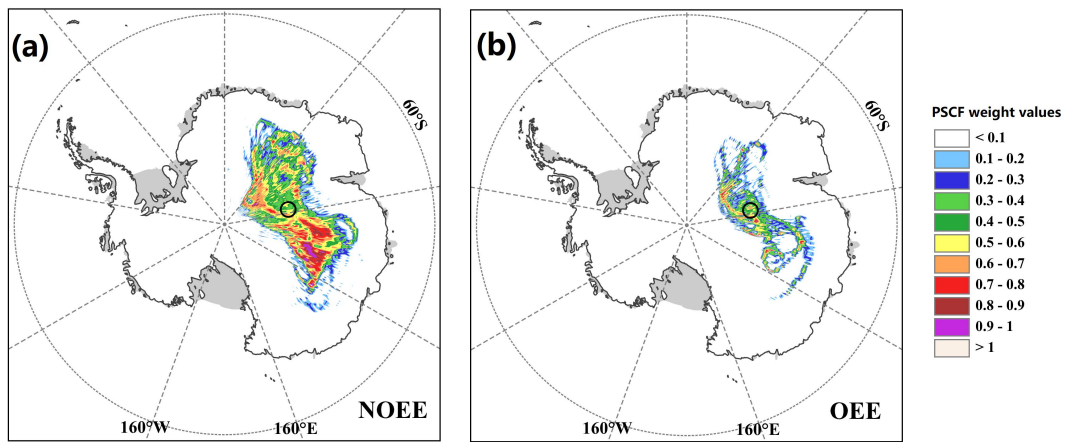 (a)
60°S
NOEE
160°W
160°E
(b)
60°S
OEE
160°W
160°E
PSCF weight values
< 0.1
0.1 - 0.2
0.2 - 0.3
0.3 - 0.4
0.4 - 0.5
0.5 - 0.6
0.6 - 0.7
0.7 - 0.8
0.8 - 0.9
0.9 - 1
> 1